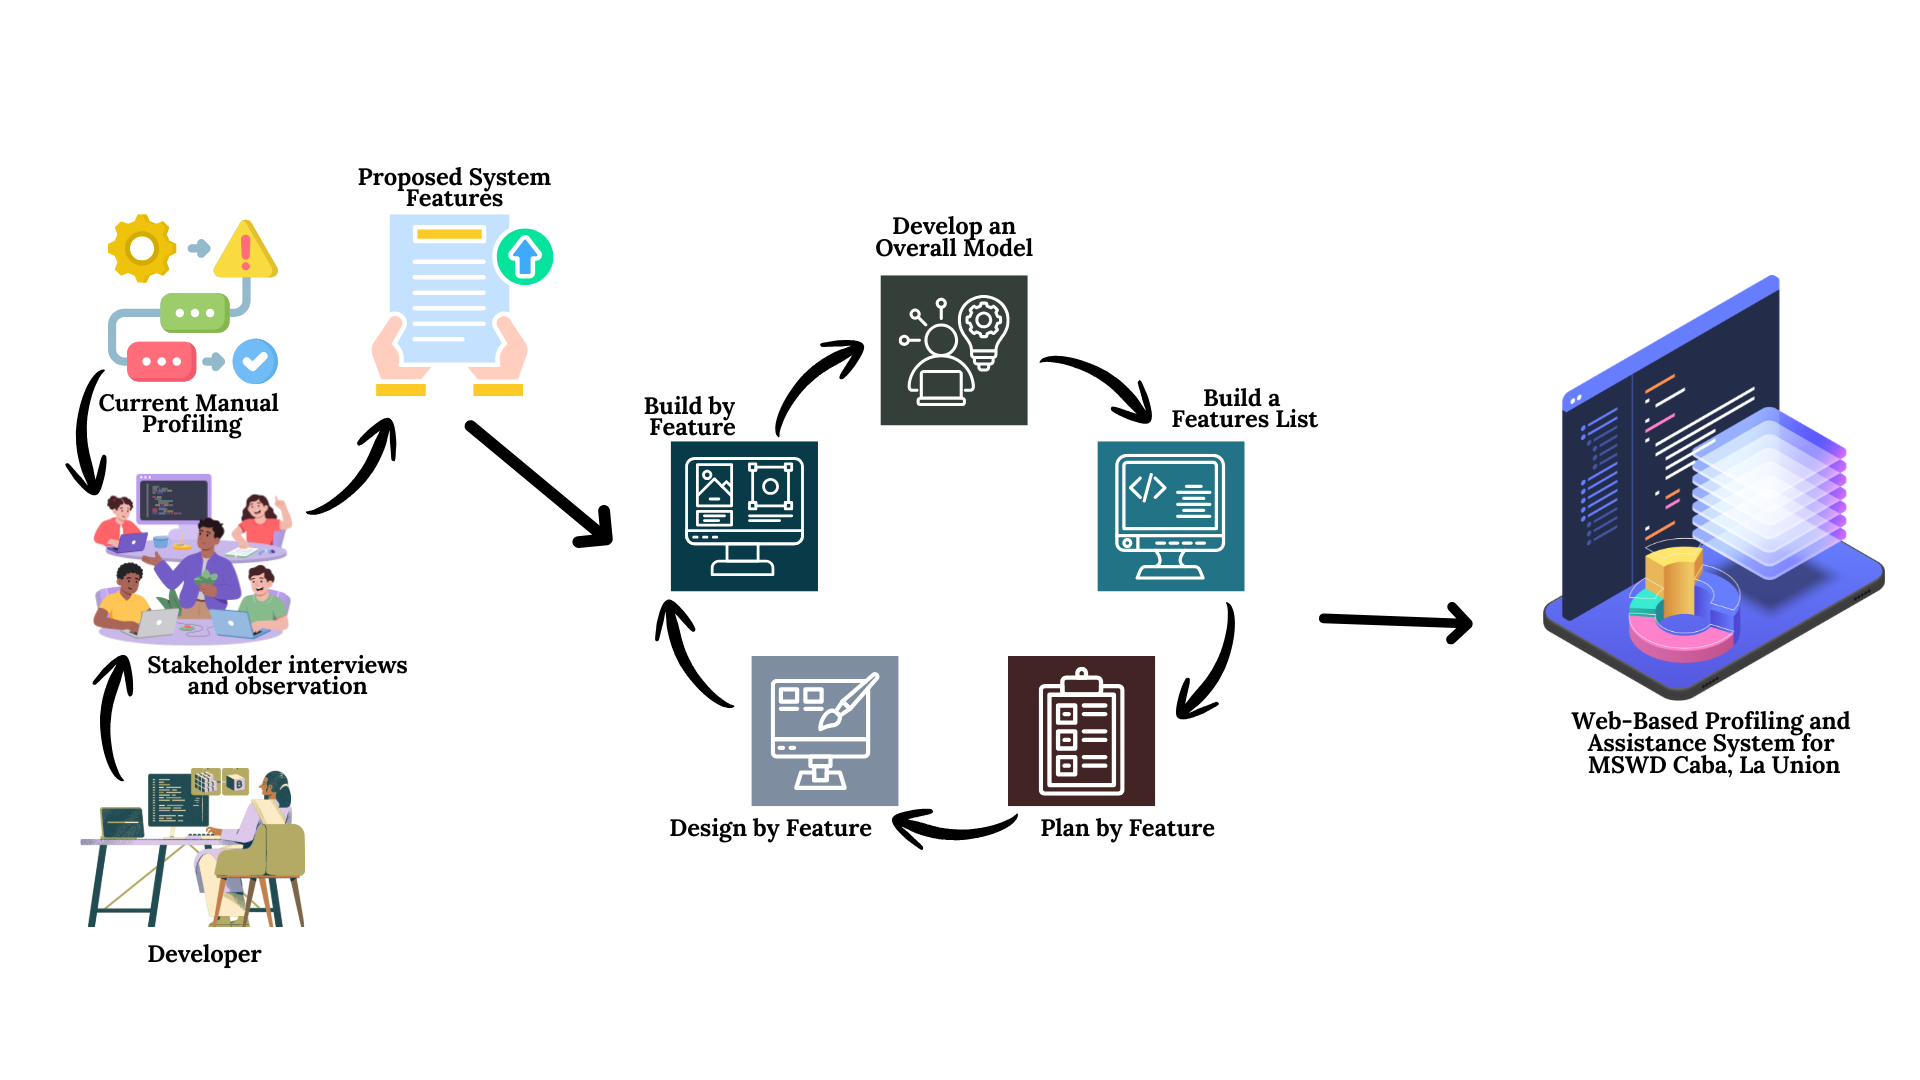 Proposed System
Features
Current Manual
Profiling
Stakeholder interviews
and observation
Developer
Develop an
Overall Model
Build a
Features List
Build by
Feature
Design by Feature
Plan by Feature
Web-Based Profiling and
Assistance System for
MSWD Caba, La Union